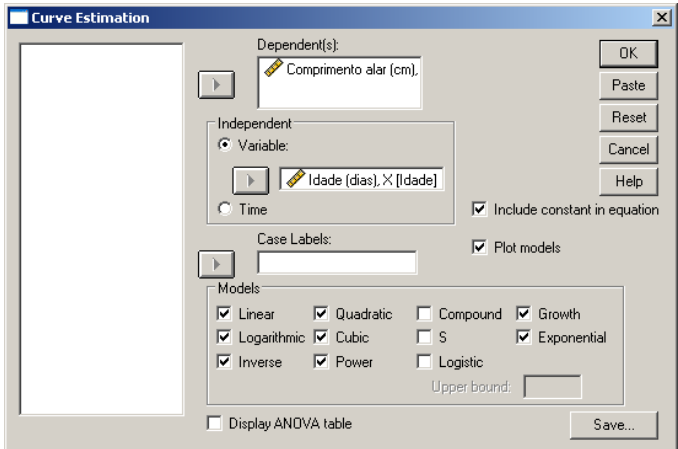 Curve Estimation
Dependent(s):
Comprimento alar (cm),
OK
Paste
Reset
Cancel
Help
Independent
Variable:
Idade (dias), X [Idade]
Time
Include constant in equation
Case Labels:
Plot models
Models
Linear Quadratic Compound Growth
Logarithmic Cubic S Exponential
Inverse Power Logistic
Upper bound:
Display ANOVA table
Save...